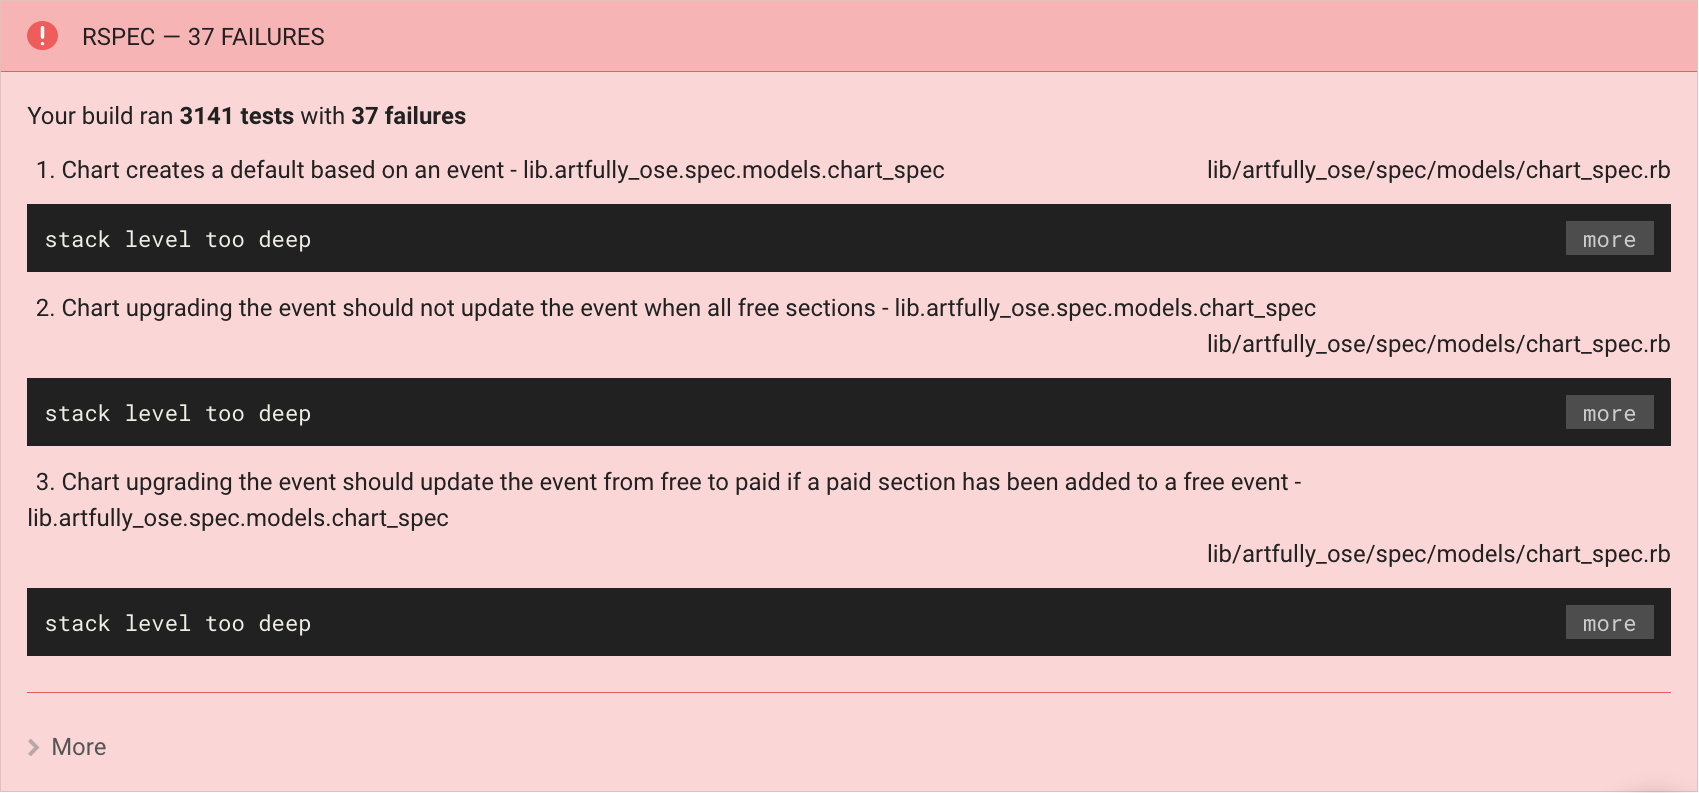 RSPEC — 37 FAILURES
Your build ran 3141 tests with 37 failures
1. Chart creates a default based on an event - lib.artfully_ose.spec.models.chart_spec lib/artfully_ose/spec/models/chart_spec.rb
stack level too deep more
2. Chart upgrading the event should not update the event when all free sections - lib.artfully_ose.spec.models.chart_spec
lib/artfully_ose/spec/models/chart_spec.rb
stack level too deep more
3. Chart upgrading the event should update the event from free to paid if a paid section has been added to a free event -
lib.artfully_ose.spec.models.chart_spec
lib/artfully_ose/spec/models/chart_spec.rb
stack level too deep more
More